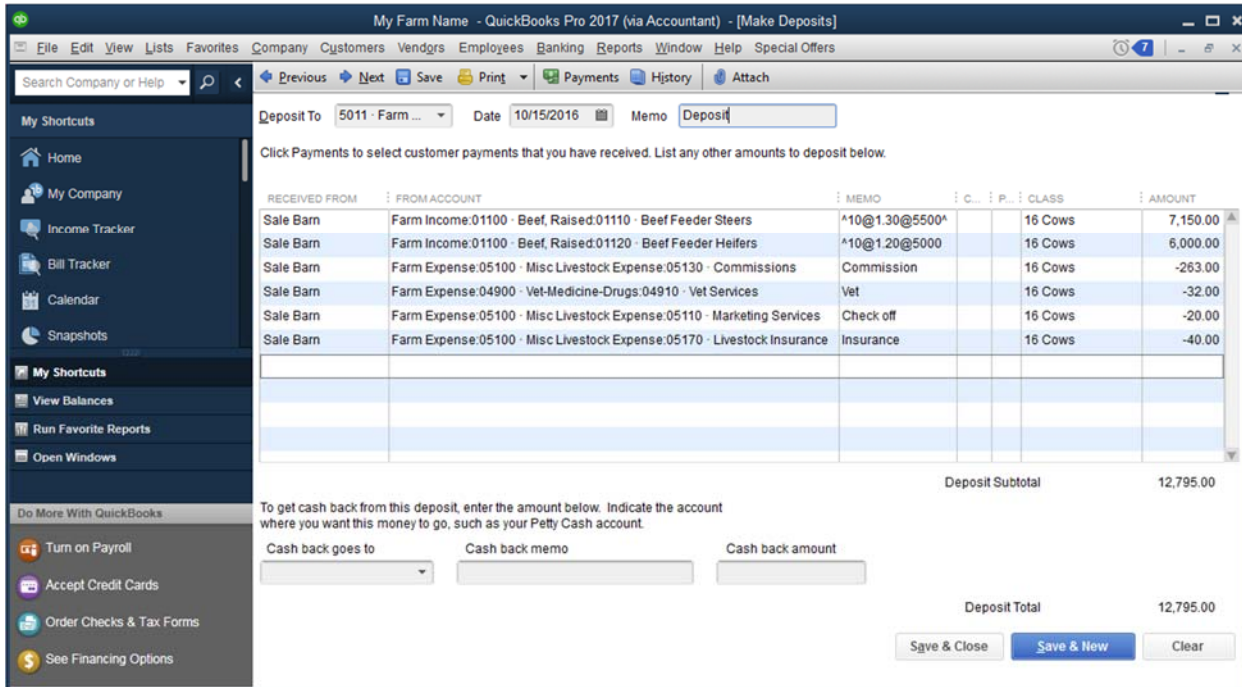 qb My Farm Name - QuickBooks Pro 2017 (via Accountant) - [Make Deposits]
File Edit View Lists Favorites Company Customers Vendors Employees Banking Reports Window Help Special Offers 7
Search Company or Help
Previous Next Save Print Payments History Attach
My Shortcuts
Home
My Company
Income Tracker
Bill Tracker
Calendar
Snapshots
My Shortcuts
View Balances
Run Favorite Reports
Open Windows
Do More With QuickBooks
Turn on Payroll
Accept Credit Cards
Order Checks & Tax Forms
$ See Financing Options
Deposit To 5011 · Farm ... Date 10/15/2016 Memo Deposit
Click Payments to select customer payments that you have received. List any other amounts to deposit below.
RECEIVED FROM FROM ACCOUNT MEMO C... P... CLASS AMOUNT
Sale Barn Farm Income:01100 · Beef, Raised:01110 · Beef Feeder Steers ^10@1.30@5500^ 16 Cows 7,150.00
Sale Barn Farm Income:01100 · Beef, Raised:01120 · Beef Feeder Heifers ^10@1.20@5000 16 Cows 6,000.00
Sale Barn Farm Expense:05100 · Misc Livestock Expense:05130 · Commissions Commission 16 Cows -263.00
Sale Barn Farm Expense:04900 · Vet-Medicine-Drugs:04910 · Vet Services Vet 16 Cows -32.00
Sale Barn Farm Expense:05100 · Misc Livestock Expense:05110 · Marketing Services Check off 16 Cows -20.00
Sale Barn Farm Expense:05100 · Misc Livestock Expense:05170 · Livestock Insurance Insurance 16 Cows -40.00
Deposit Subtotal 12,795.00
To get cash back from this deposit, enter the amount below. Indicate the account
where you want this money to go, such as your Petty Cash account.
Cash back goes to Cash back memo Cash back amount
Deposit Total 12,795.00
Save & Close Save & New Clear